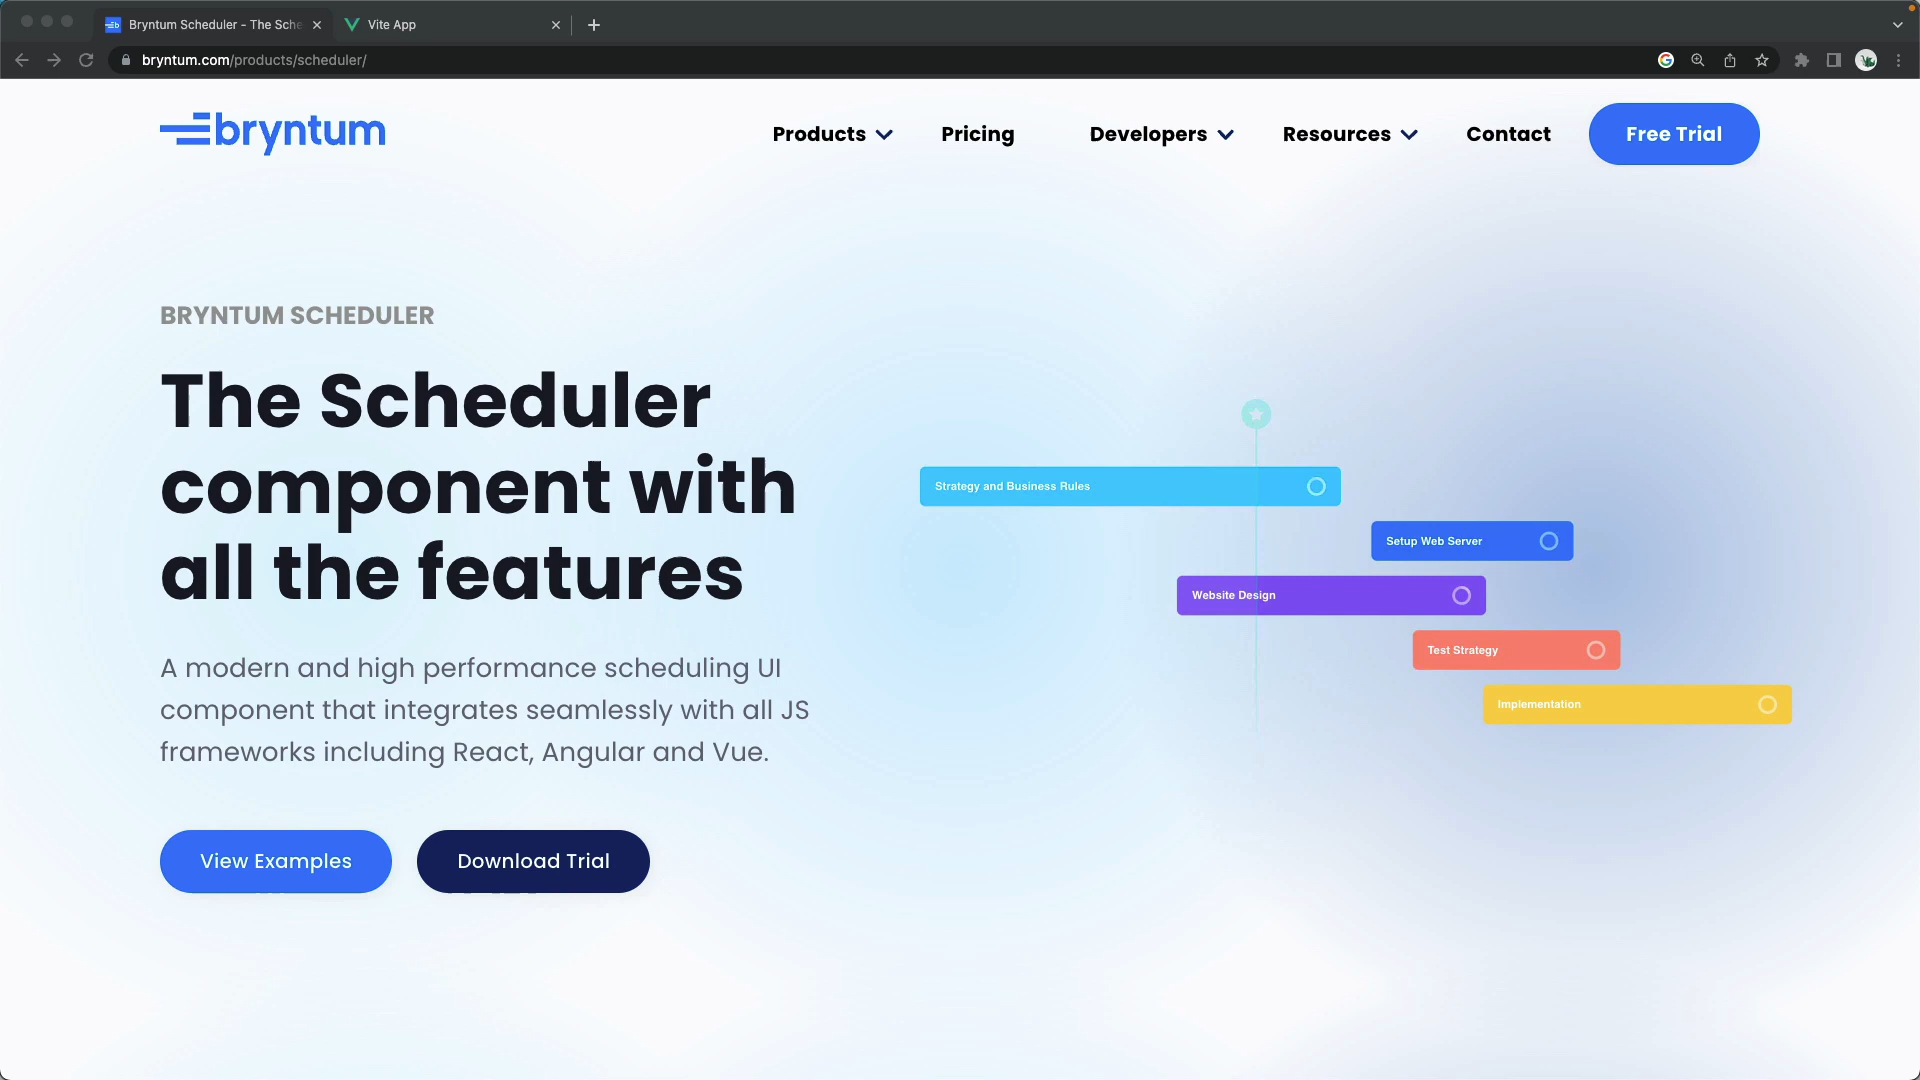 Bryntum Scheduler - The Sche
Vite App
bryntum.com/products/scheduler/
bryntum
Products
Pricing
Developers
Resources
Contact
Free Trial
BRYNTUM SCHEDULER
The Scheduler
component with
all the features
A modern and high performance scheduling UI
component that integrates seamlessly with all JS
frameworks including React, Angular and Vue.
View Examples
Download Trial
Strategy and Business Rules
Setup Web Server
Website Design
Test Strategy
Implementation